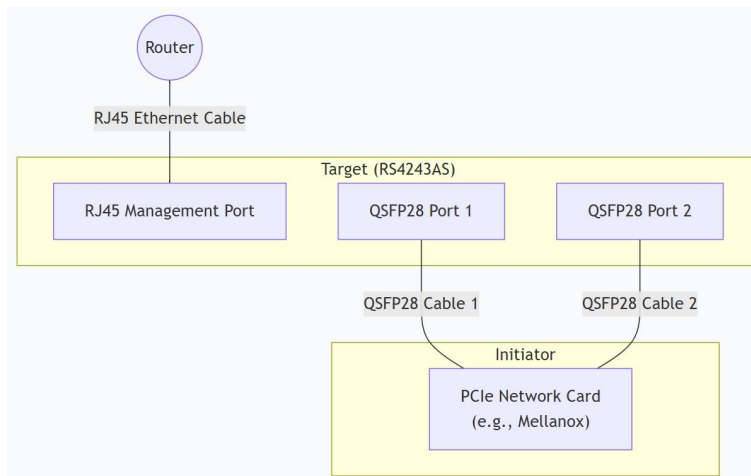 Router
RJ45 Ethernet Cable
Target (RS4243AS)
RJ45 Management Port
QSFP28 Port 1
QSFP28 Port 2
QSFP28 Cable 1
QSFP28 Cable 2
Initiator
PCIe Network Card
(e.g., Mellanox)